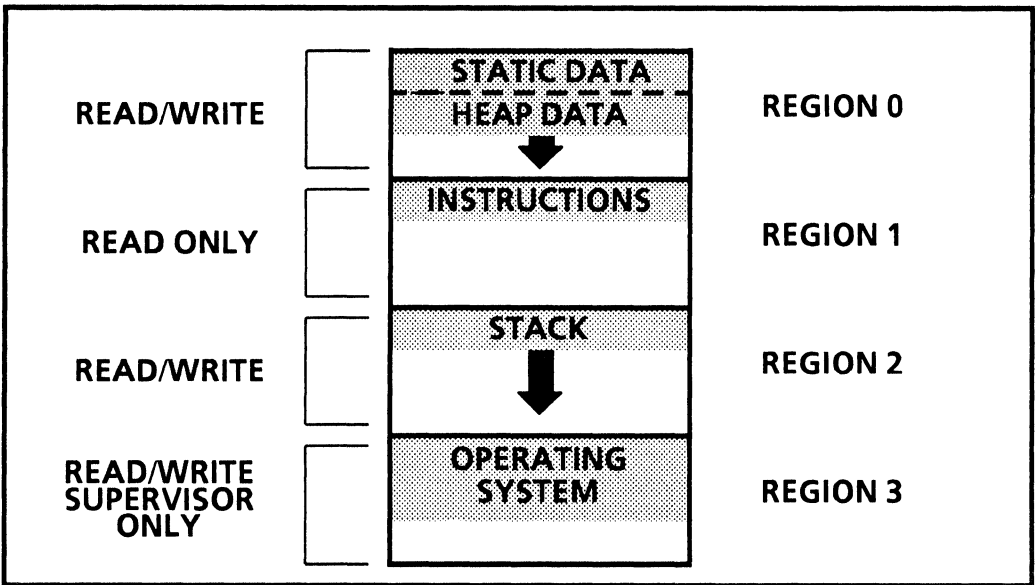 READ/WRITE
STATIC DATA
HEAP DATA
REGION 0
READ ONLY
INSTRUCTIONS
REGION 1
READ/WRITE
STACK
REGION 2
READ/WRITE
SUPERVISOR
ONLY
OPERATING
SYSTEM
REGION 3